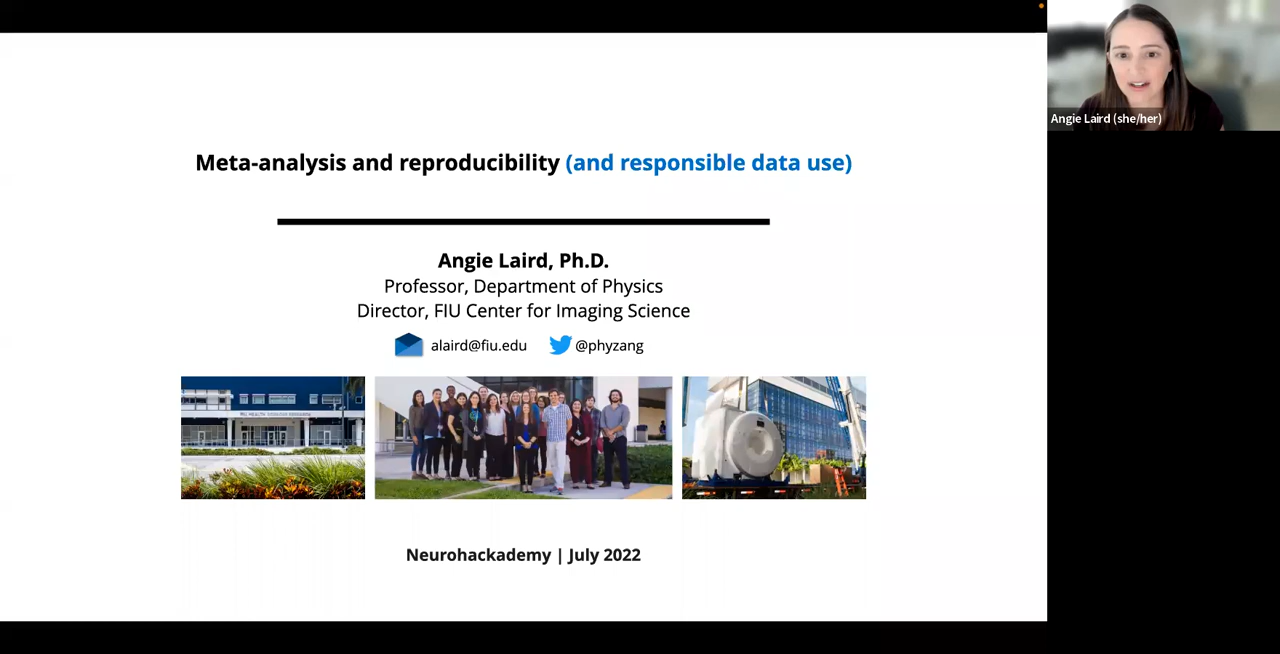 Meta-analysis and reproducibility (and responsible data use)
Angie Laird, Ph.D.
Professor, Department of Physics
Director, FIU Center for Imaging Science
alaird@fiu.edu @phyzang
Neurohackademy | July 2022
Angie Laird (she/her)